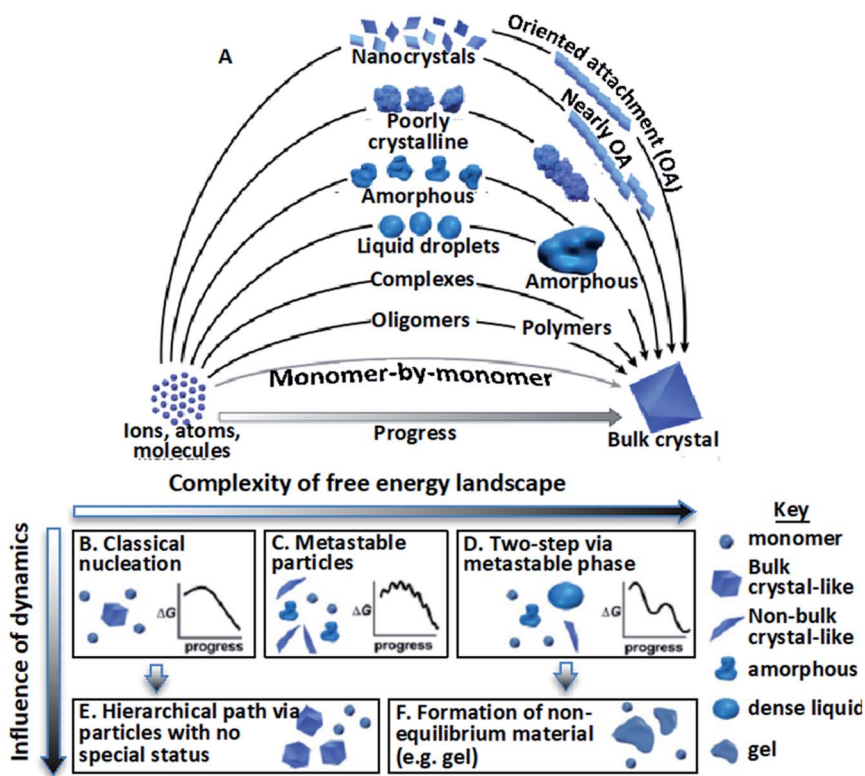 A
Nanocrystals
Oriented attachment (OA)
Nearly OA
Poorly
crystalline
Amorphous
Liquid droplets
Amorphous
Complexes
Oligomers
Polymers
Monomer-by-monomer
Ions, atoms,
molecules
Progress
Bulk crystal
Complexity of free energy landscape
Influence of dynamics
B. Classical
nucleation
ΔG
progress
C. Metastable
particles
ΔG
progress
D. Two-step via
metastable phase
ΔG
progress
E. Hierarchical path via
particles with no
special status
F. Formation of non-
equilibrium material
(e.g. gel)
Key
monomer
Bulk
crystal-like
Non-bulk
crystal-like
amorphous
dense liquid
gel